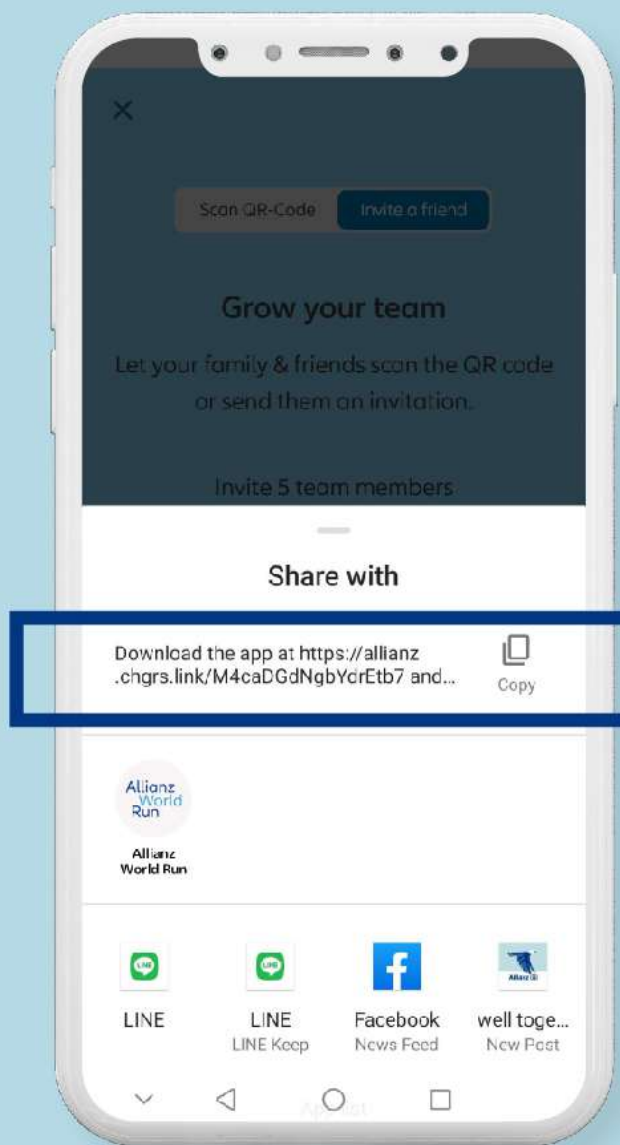 Scan QR-Code
Invite a friend
Grow your team
Let your family & friends scan the QR code
or send them an invitation.
Invite 5 team members
Share with
Download the app at https://allianz
.chgrs.link/M4caDGdNgbYdrEtb7 and...
Copy
Allianz
World
Run
Allianz
World Run
LINE
LINE
Allianz
LINE
LINE
Facebook
well toge...
LINE Keep
News Feed
New Post